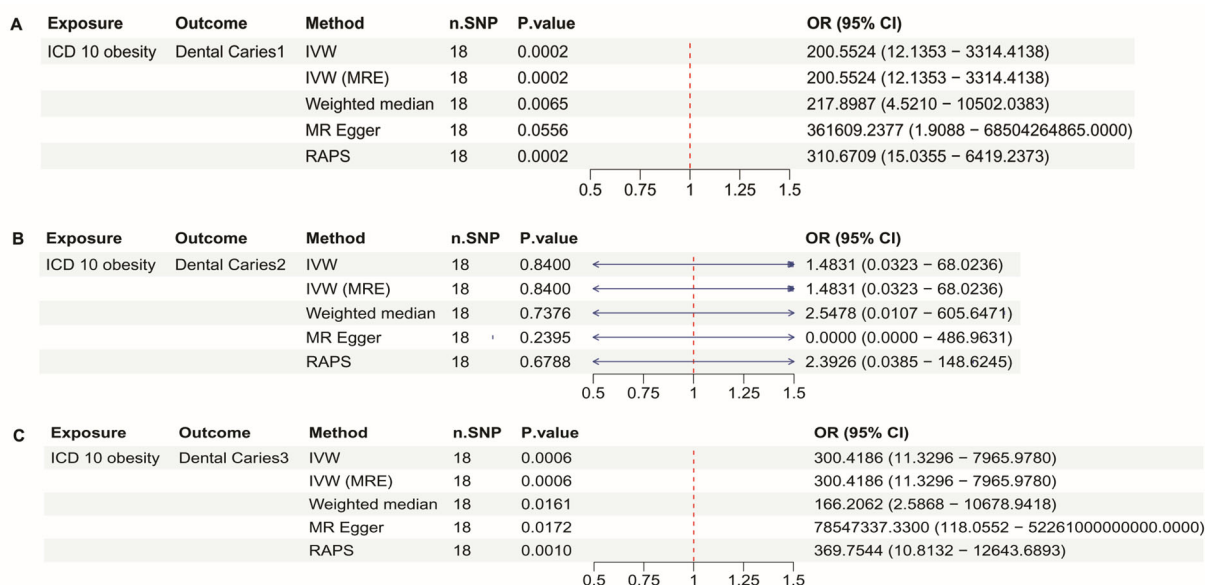 A Exposure Outcome Method n.SNP P.value OR (95% CI)
ICD 10 obesity Dental Caries1 IVW 18 0.0002 200.5524 (12.1353 − 3314.4138)
IVW (MRE) 18 0.0002 200.5524 (12.1353 − 3314.4138)
Weighted median 18 0.0065 217.8987 (4.5210 − 10502.0383)
MR Egger 18 0.0556 361609.2377 (1.9088 − 68504264865.0000)
RAPS 18 0.0002 310.6709 (15.0355 − 6419.2373)
0.5 0.75 1 1.25 1.5
B Exposure Outcome Method n.SNP P.value OR (95% CI)
ICD 10 obesity Dental Caries2 IVW 18 0.8400 1.4831 (0.0323 − 68.0236)
IVW (MRE) 18 0.8400 1.4831 (0.0323 − 68.0236)
Weighted median 18 0.7376 2.5478 (0.0107 − 605.6471)
MR Egger 18 0.2395 0.0000 (0.0000 − 486.9631)
RAPS 18 0.6788 2.3926 (0.0385 − 148.6245)
0.5 0.75 1 1.25 1.5
C Exposure Outcome Method n.SNP P.value OR (95% CI)
ICD 10 obesity Dental Caries3 IVW 18 0.0006 300.4186 (11.3296 − 7965.9780)
IVW (MRE) 18 0.0006 300.4186 (11.3296 − 7965.9780)
Weighted median 18 0.0161 166.2062 (2.5868 − 10678.9418)
MR Egger 18 0.0172 78547337.3300 (118.0552 − 52261000000000.0000)
RAPS 18 0.0010 369.7544 (10.8132 − 12643.6893)
0.5 0.75 1 1.25 1.5